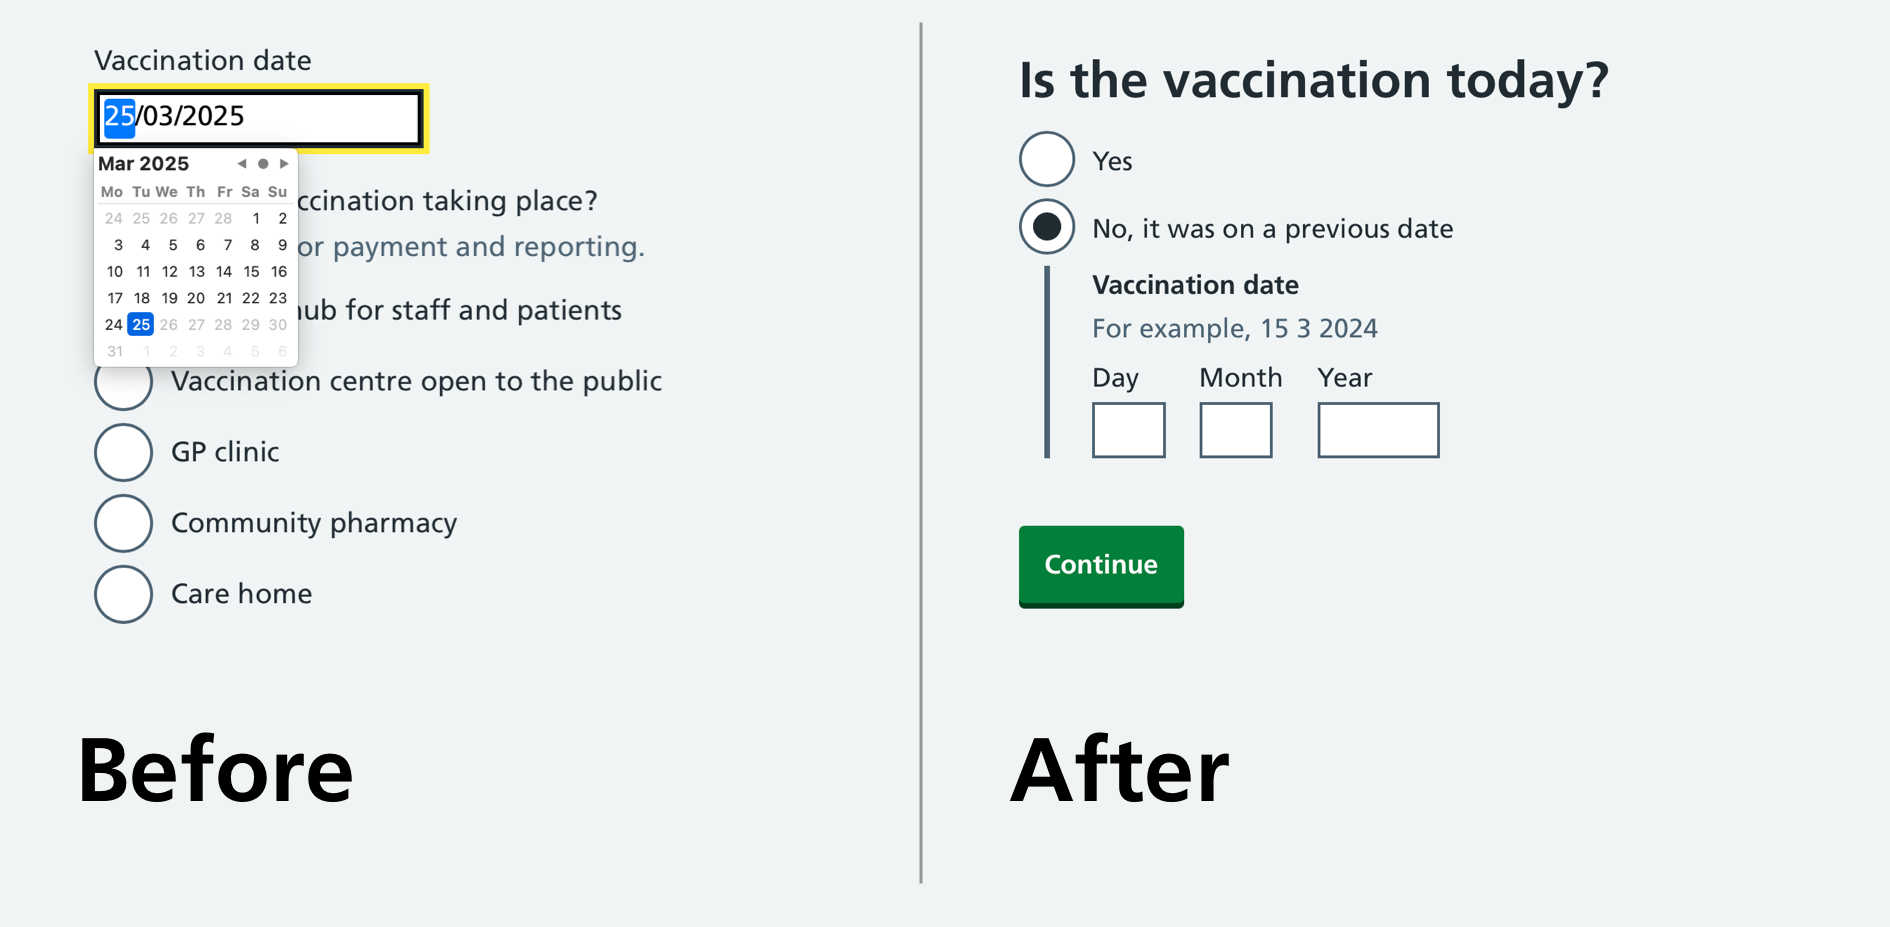 Vaccination date
25/03/2025
Mar 2025
Mo Tu We Th Fr Sa Su
24 25 26 27 28 1 2
3 4 5 6 7 8 9
10 11 12 13 14 15 16
17 18 19 20 21 22 23
24 25 26 27 28 29 30
31 1 2 3 4 5 6
taking place?
or payment and reporting.
hub for staff and patients
Vaccination centre open to the public
GP clinic
Community pharmacy
Care home
Before
Is the vaccination today?
Yes
No, it was on a previous date
Vaccination date
For example, 15 3 2024
Day Month Year
Continue
After